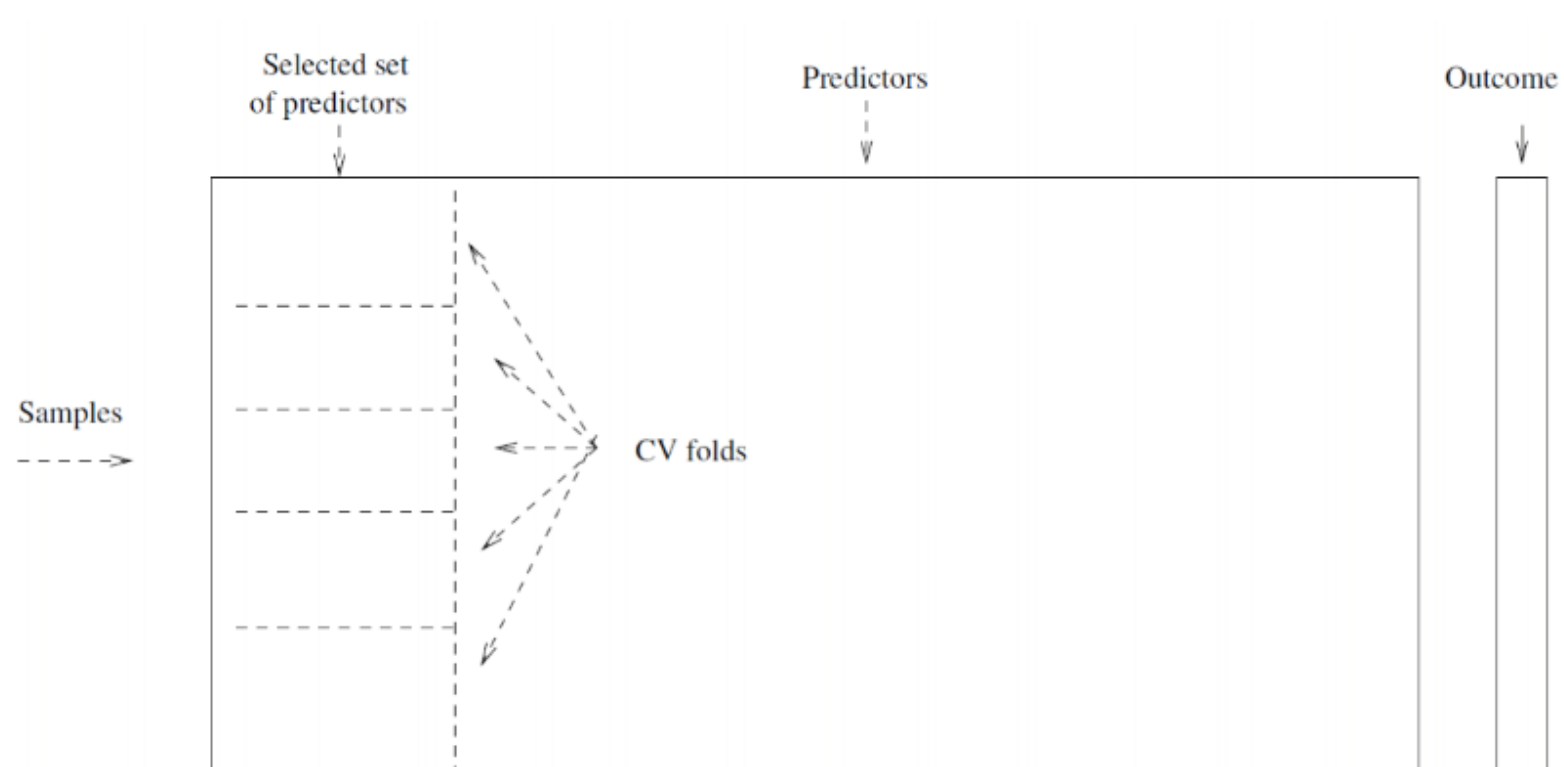 Selected set
of predictors
Predictors
Outcome
Samples
CV folds